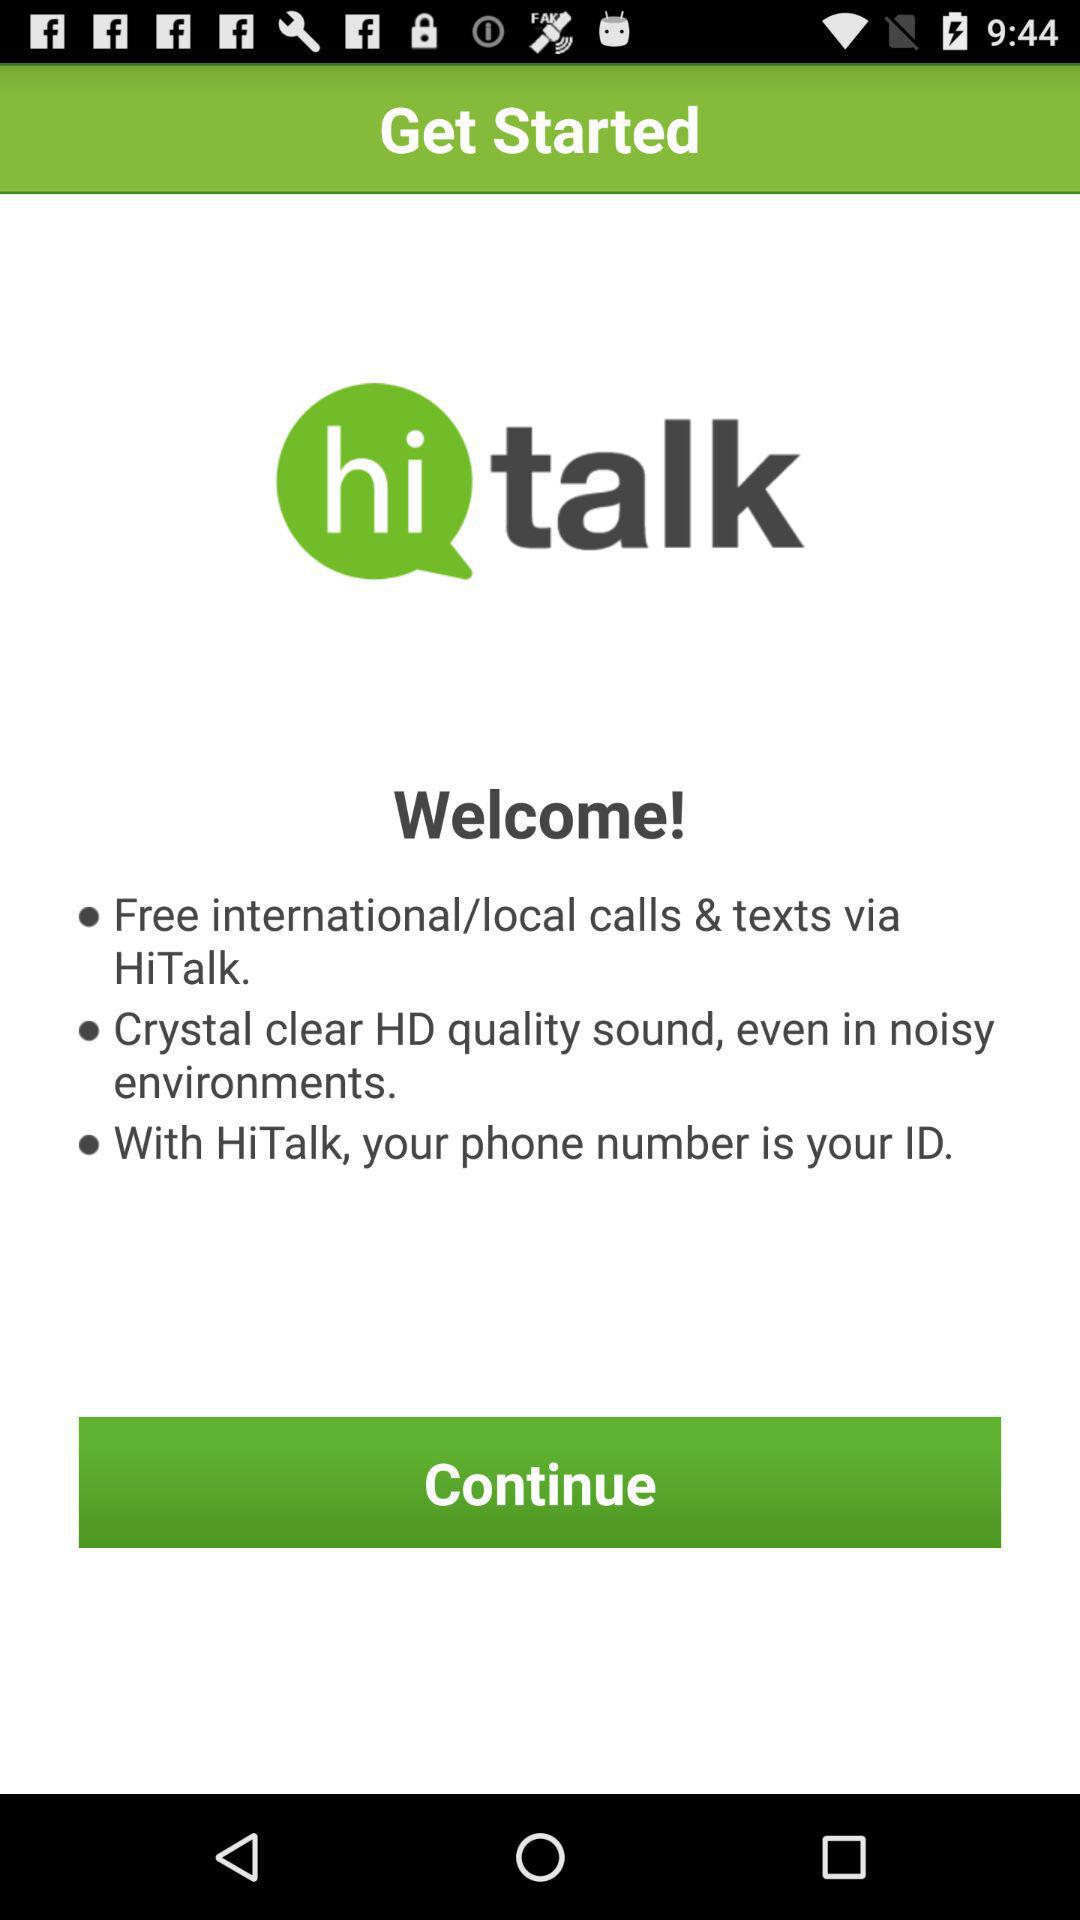 FAKE 9:44
Get Started
hi talk
Welcome!
Free international/local calls & texts via
HiTalk.
Crystal clear HD quality sound, even in noisy
environments.
With HiTalk, your phone number is your ID.
Continue